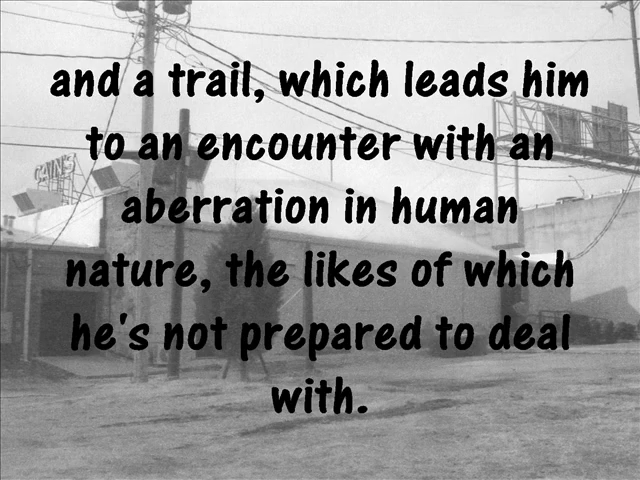 and a trail, which leads him
to an encounter with an
aberration in human
nature, the likes of which
he's not prepared to deal
with.
CAIN'S